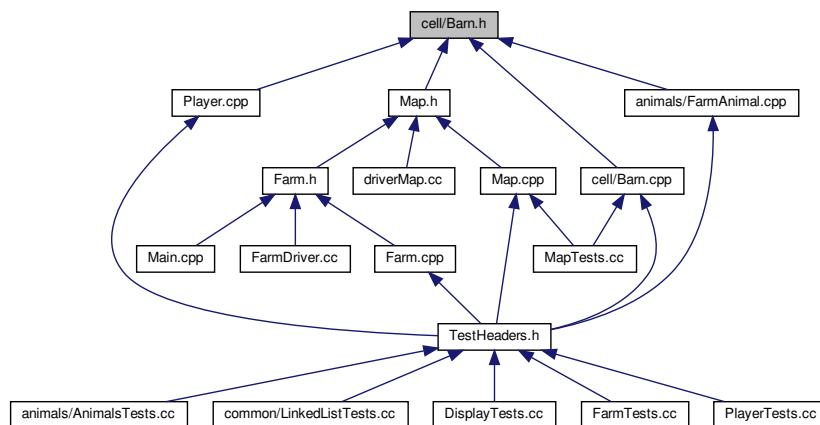 cell/Barn.h
Player.cpp
Map.h
animals/FarmAnimal.cpp
Farm.h
driverMap.cc
Map.cpp
cell/Barn.cpp
Main.cpp
FarmDriver.cc
Farm.cpp
MapTests.cc
TestHeaders.h
animals/AnimalsTests.cc
common/LinkedListTests.cc
DisplayTests.cc
FarmTests.cc
PlayerTests.cc